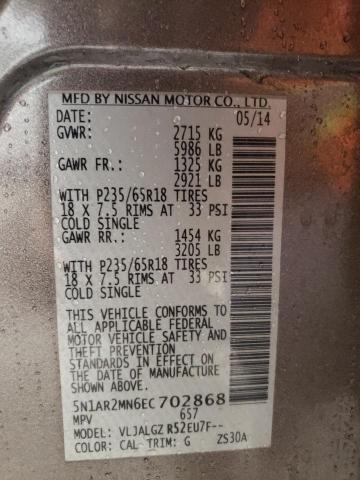 MFD BY NISSAN MOTOR CO., LTD.
DATE: 05/14
GVWR: 2715 KG
5986 LB
GAWR FR.: 1325 KG
2921 LB
WITH P235/65R18 TIRES
18 X 7.5 RIMS AT 33 PSI
COLD SINGLE
GAWR RR.: 1454 KG
3205 LB
WITH P235/65R18 TIRES
18 X 7.5 RIMS AT 33 PSI
COLD SINGLE
THIS VEHICLE CONFORMS TO
ALL APPLICABLE FEDERAL
MOTOR VEHICLE SAFETY
STANDARDS IN EFFECT ON THE
DATE OF MANUFACTURE SHOWN
ABOVE.
5N1AR2MN6EC702868
MPV 657
MODEL: VLJALGZ R52EU7F--
COLOR: CAL TRIM: G ZS30A